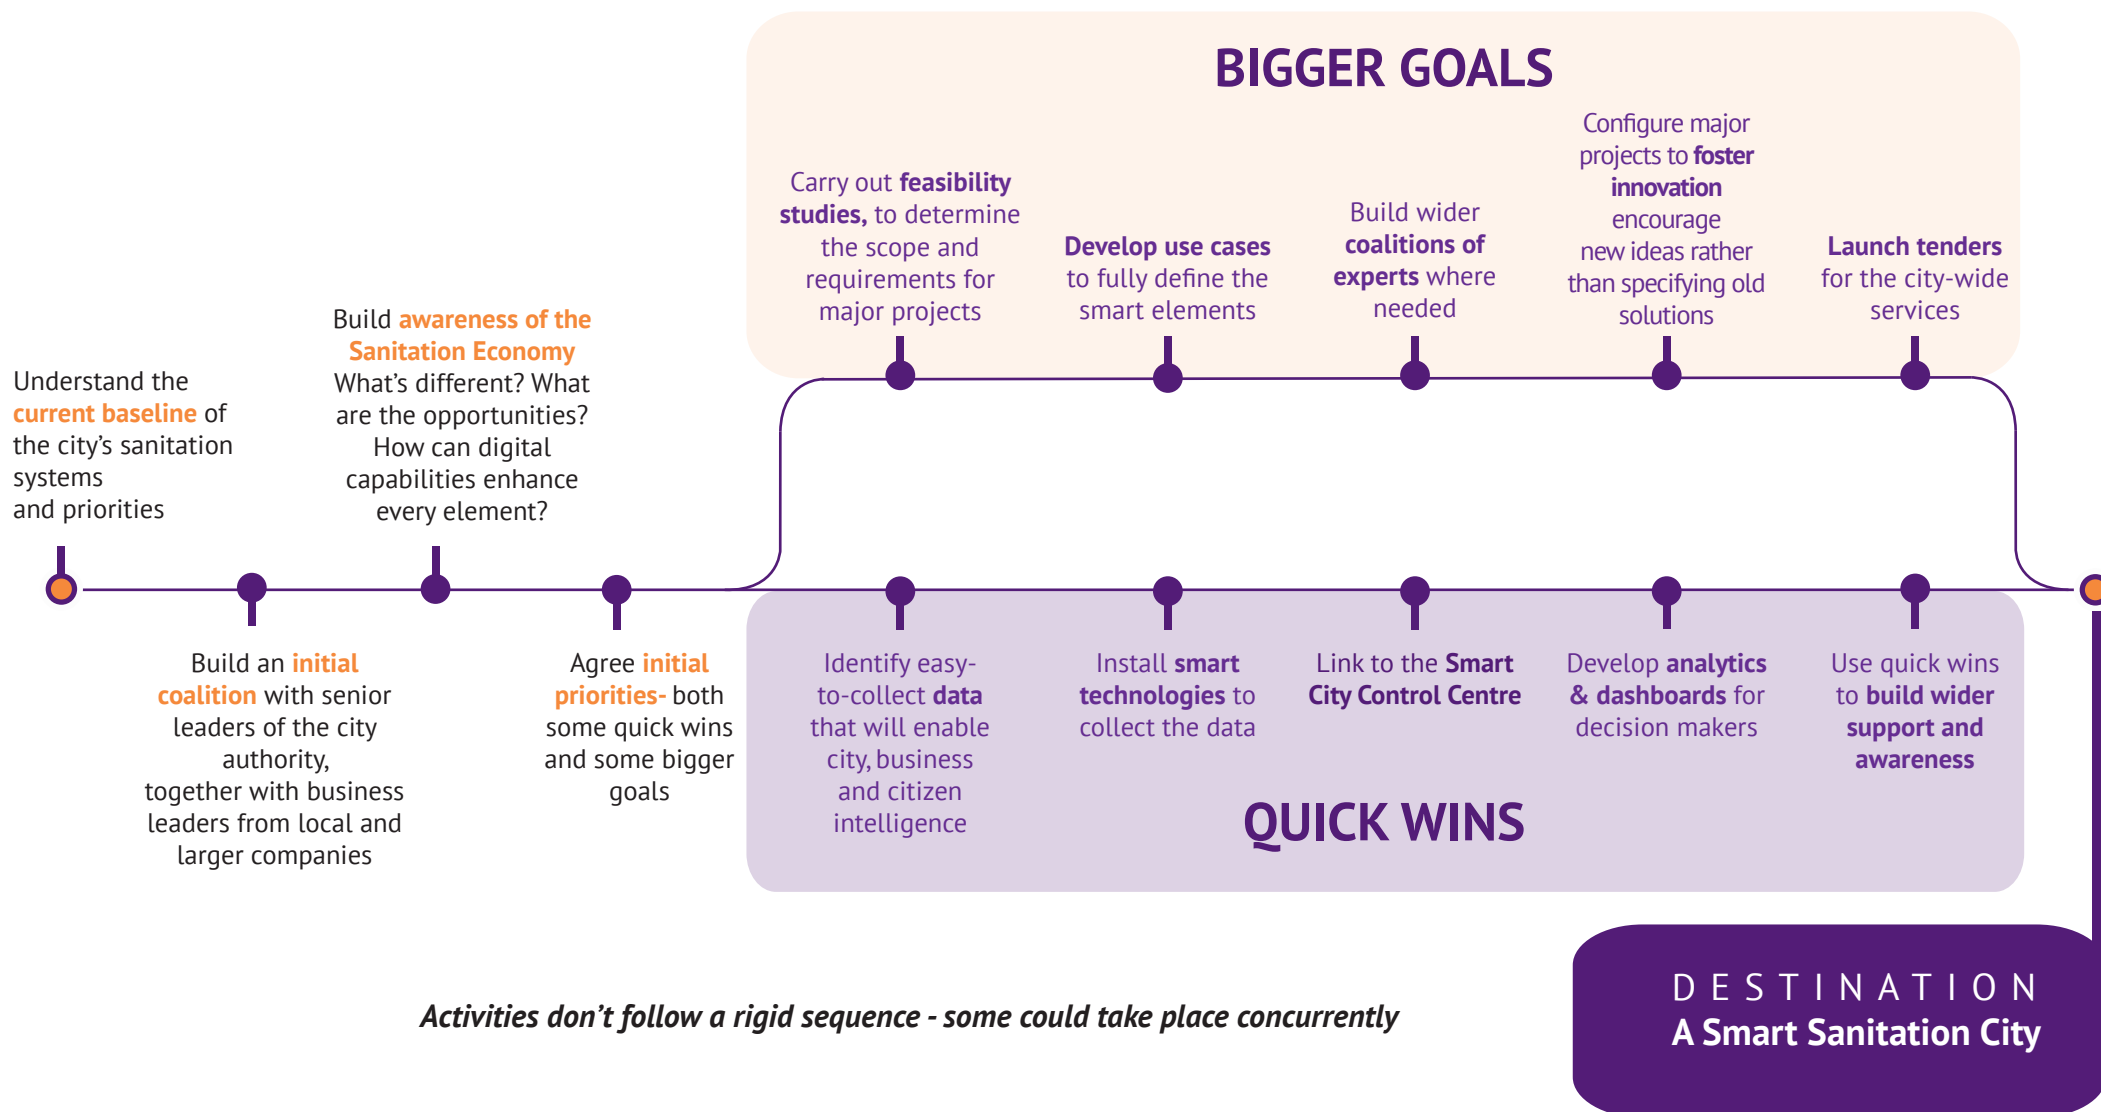 BIGGER GOALS
Carry out feasibility
studies, to determine
the scope and
requirements for
major projects
Develop use cases
to fully define the
smart elements
Build wider
coalitions of
experts where
needed
Configure major
projects to foster
innovation
encourage
new ideas rather
than specifying old
solutions
Launch tenders
for the city-wide
services
Understand the
current baseline of
the city’s sanitation
systems
and priorities
Build an initial
coalition with senior
leaders of the city
authority,
together with business
leaders from local and
larger companies
Build awareness of the
Sanitation Economy
What’s different? What
are the opportunities?
How can digital
capabilities enhance
every element?
Agree initial
priorities- both
some quick wins
and some bigger
goals
Identify easy-
to-collect data
that will enable
city, business
and citizen
intelligence
Install smart
technologies to
collect the data
Link to the Smart
City Control Centre
Develop analytics
& dashboards for
decision makers
Use quick wins
to build wider
support and
awareness
QUICK WINS
Activities don’t follow a rigid sequence - some could take place concurrently
DESTINATION
A Smart Sanitation City